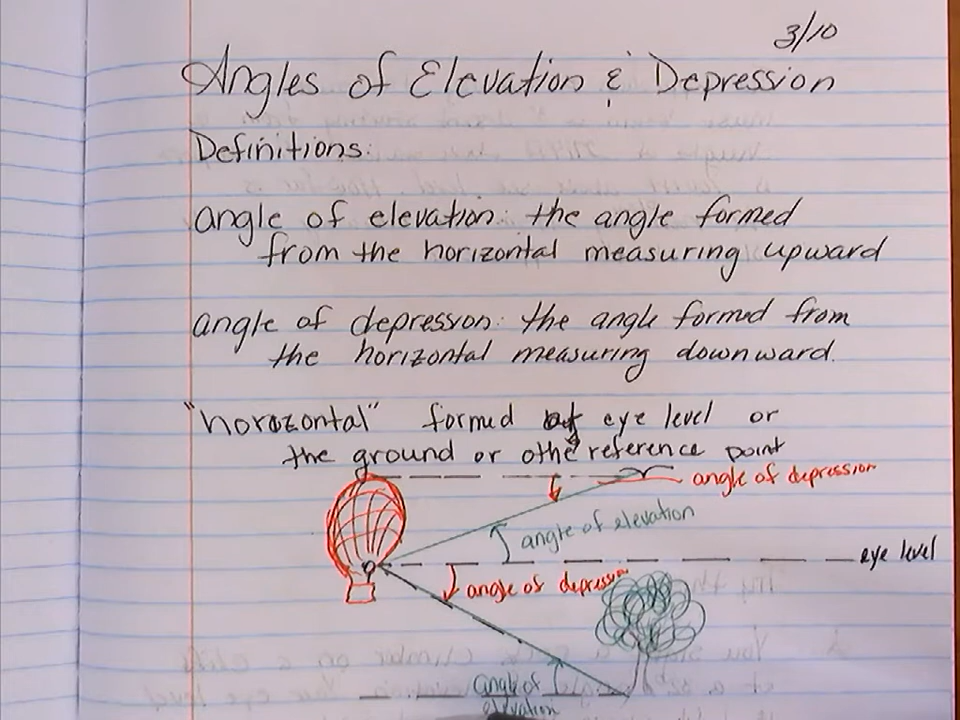 3/10
Angles of Elevation & Depression
Definitions:
angle of elevation: the angle formed
from the horizontal measuring upward
angle of depression: the angle formed from
the horizontal measuring downward.
"horozontal" formed by eye level or
the ground or othe reference point
angle of depression
angle of elevation
eye level
angle of depression
angle of
elevation